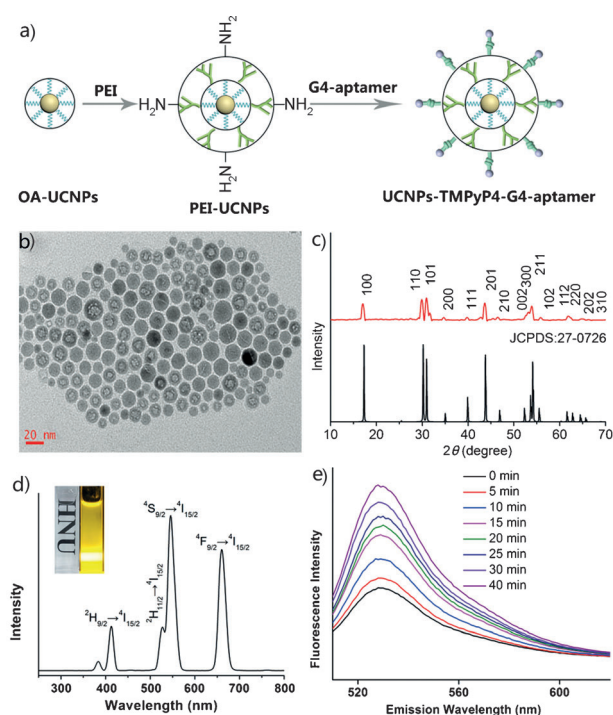 a)
NH₂
PEI
G4-aptamer
H₂N
NH₂
H₂N
OA-UCNPs
PEI-UCNPs
UCNPs-TMPyP4-G4-aptamer
b)
20 nm
c)
Intensity
100
110
101
200
111
201
210
002
300
211
102
112
220
202
310
JCPDS:27-0726
10 20 30 40 50 60 70
2θ (degree)
d)
HNU
Intensity
²H₉/₂→⁴I₁₅/₂
²H₁₁/₂→⁴I₁₅/₂
⁴S₉/₂→⁴I₁₅/₂
⁴F₉/₂→⁴I₁₅/₂
300 400 500 600 700 800
Wavelength (nm)
e)
Fluorescence Intensity
0 min
5 min
10 min
15 min
20 min
25 min
30 min
40 min
520 560 600
Emission Wavelength (nm)